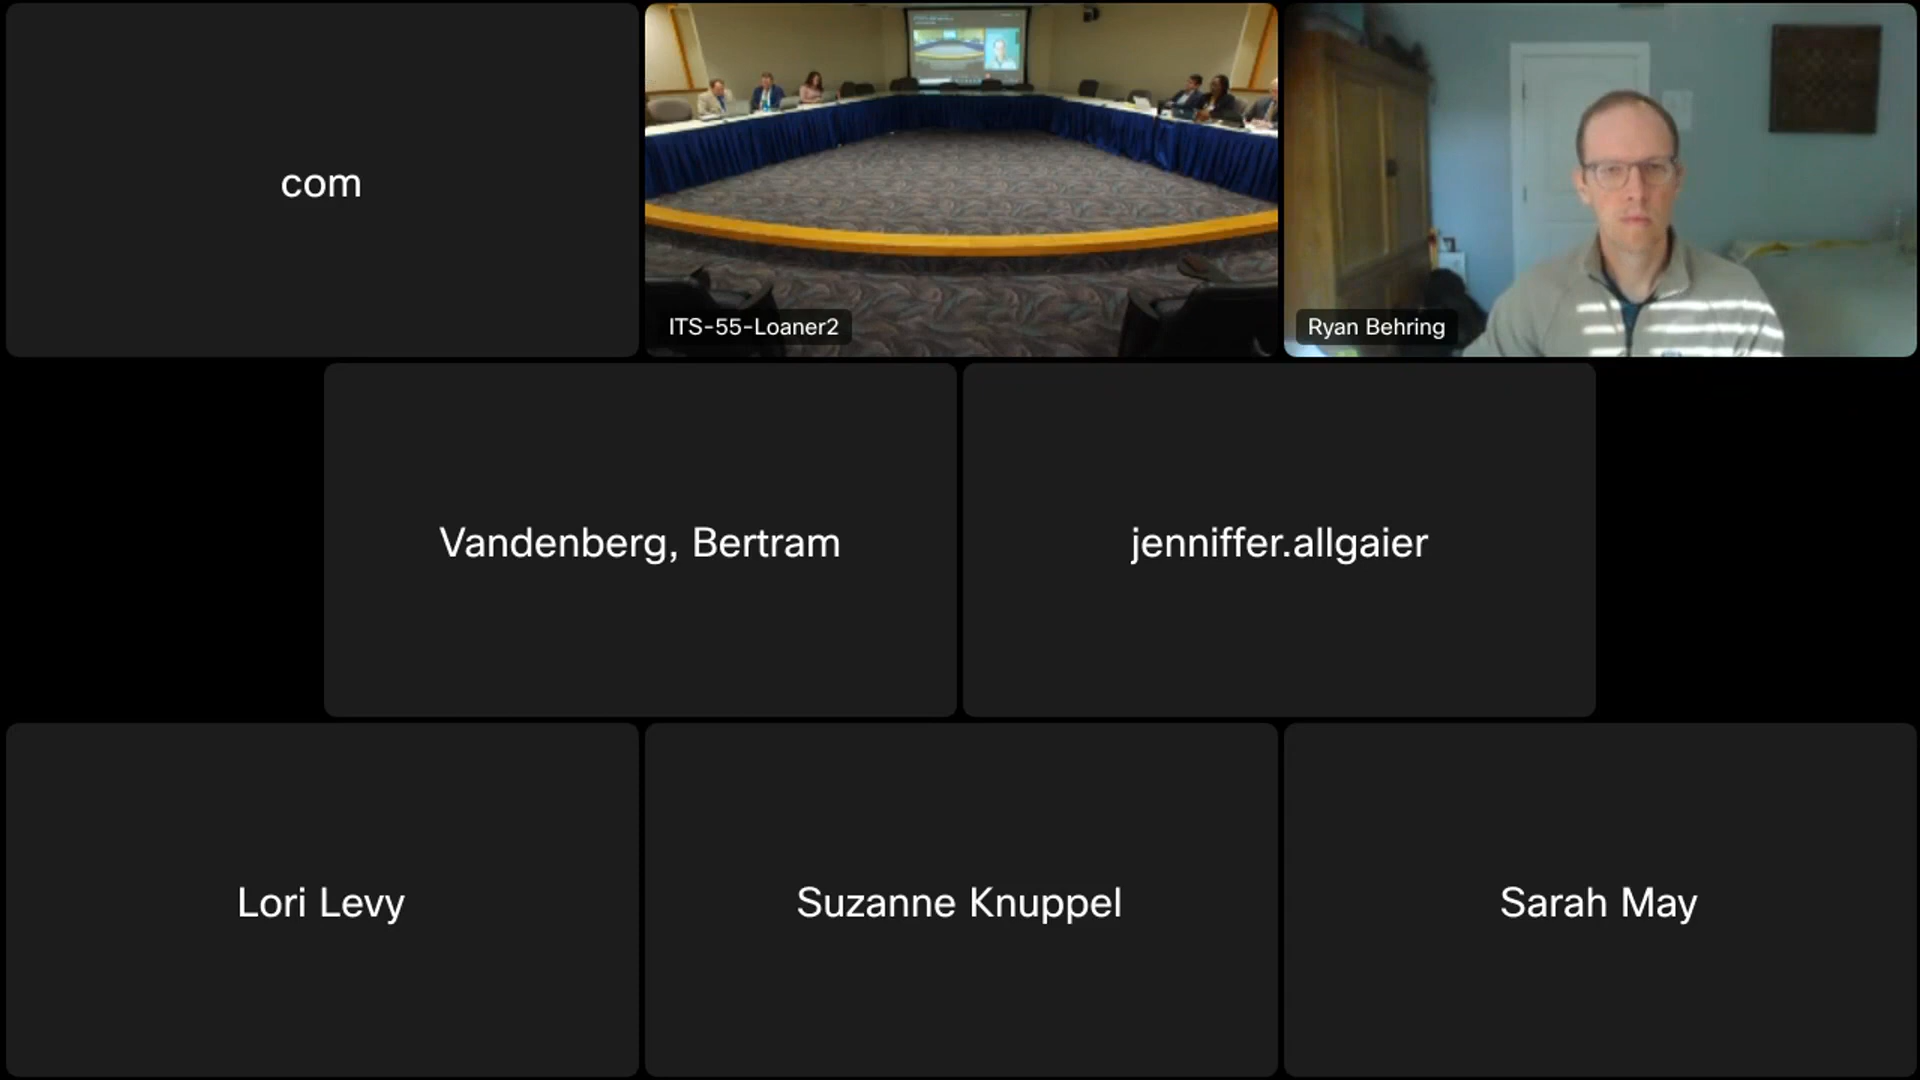 com
ITS-55-Loaner2
Ryan Behring
Vandenberg, Bertram
jenniffer.allgaier
Lori Levy
Suzanne Knuppel
Sarah May